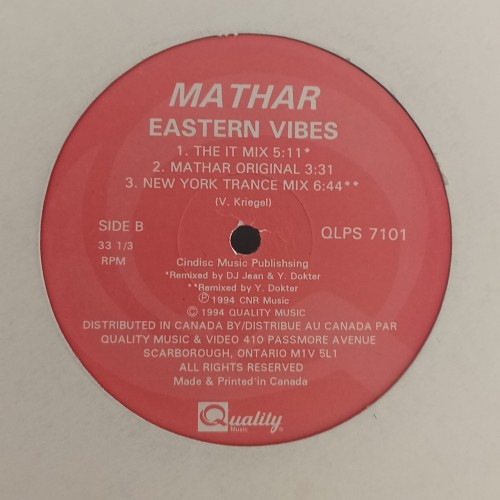 MATHAR
EASTERN VIBES
1. THE IT MIX 5:11*
2. MATHAR ORIGINAL 3:31
3. NEW YORK TRANCE MIX 6:44**
(V. Kriegel)
SIDE B
QLPS 7101
33 1/3
RPM
Cindisc Music Publishsing
*Remixed by DJ Jean & Y. Dokter
**Remixed by Y. Dokter
Ⓟ 1994 CNR Music
© 1994 QUALITY MUSIC
DISTRIBUTED IN CANADA BY/DISTRIBUE AU CANADA PAR
QUALITY MUSIC & VIDEO 410 PASSMORE AVENUE
SCARBOROUGH, ONTARIO M1V 5L1
ALL RIGHTS RESERVED
Made & Printed'in Canada
Quality
Music ®